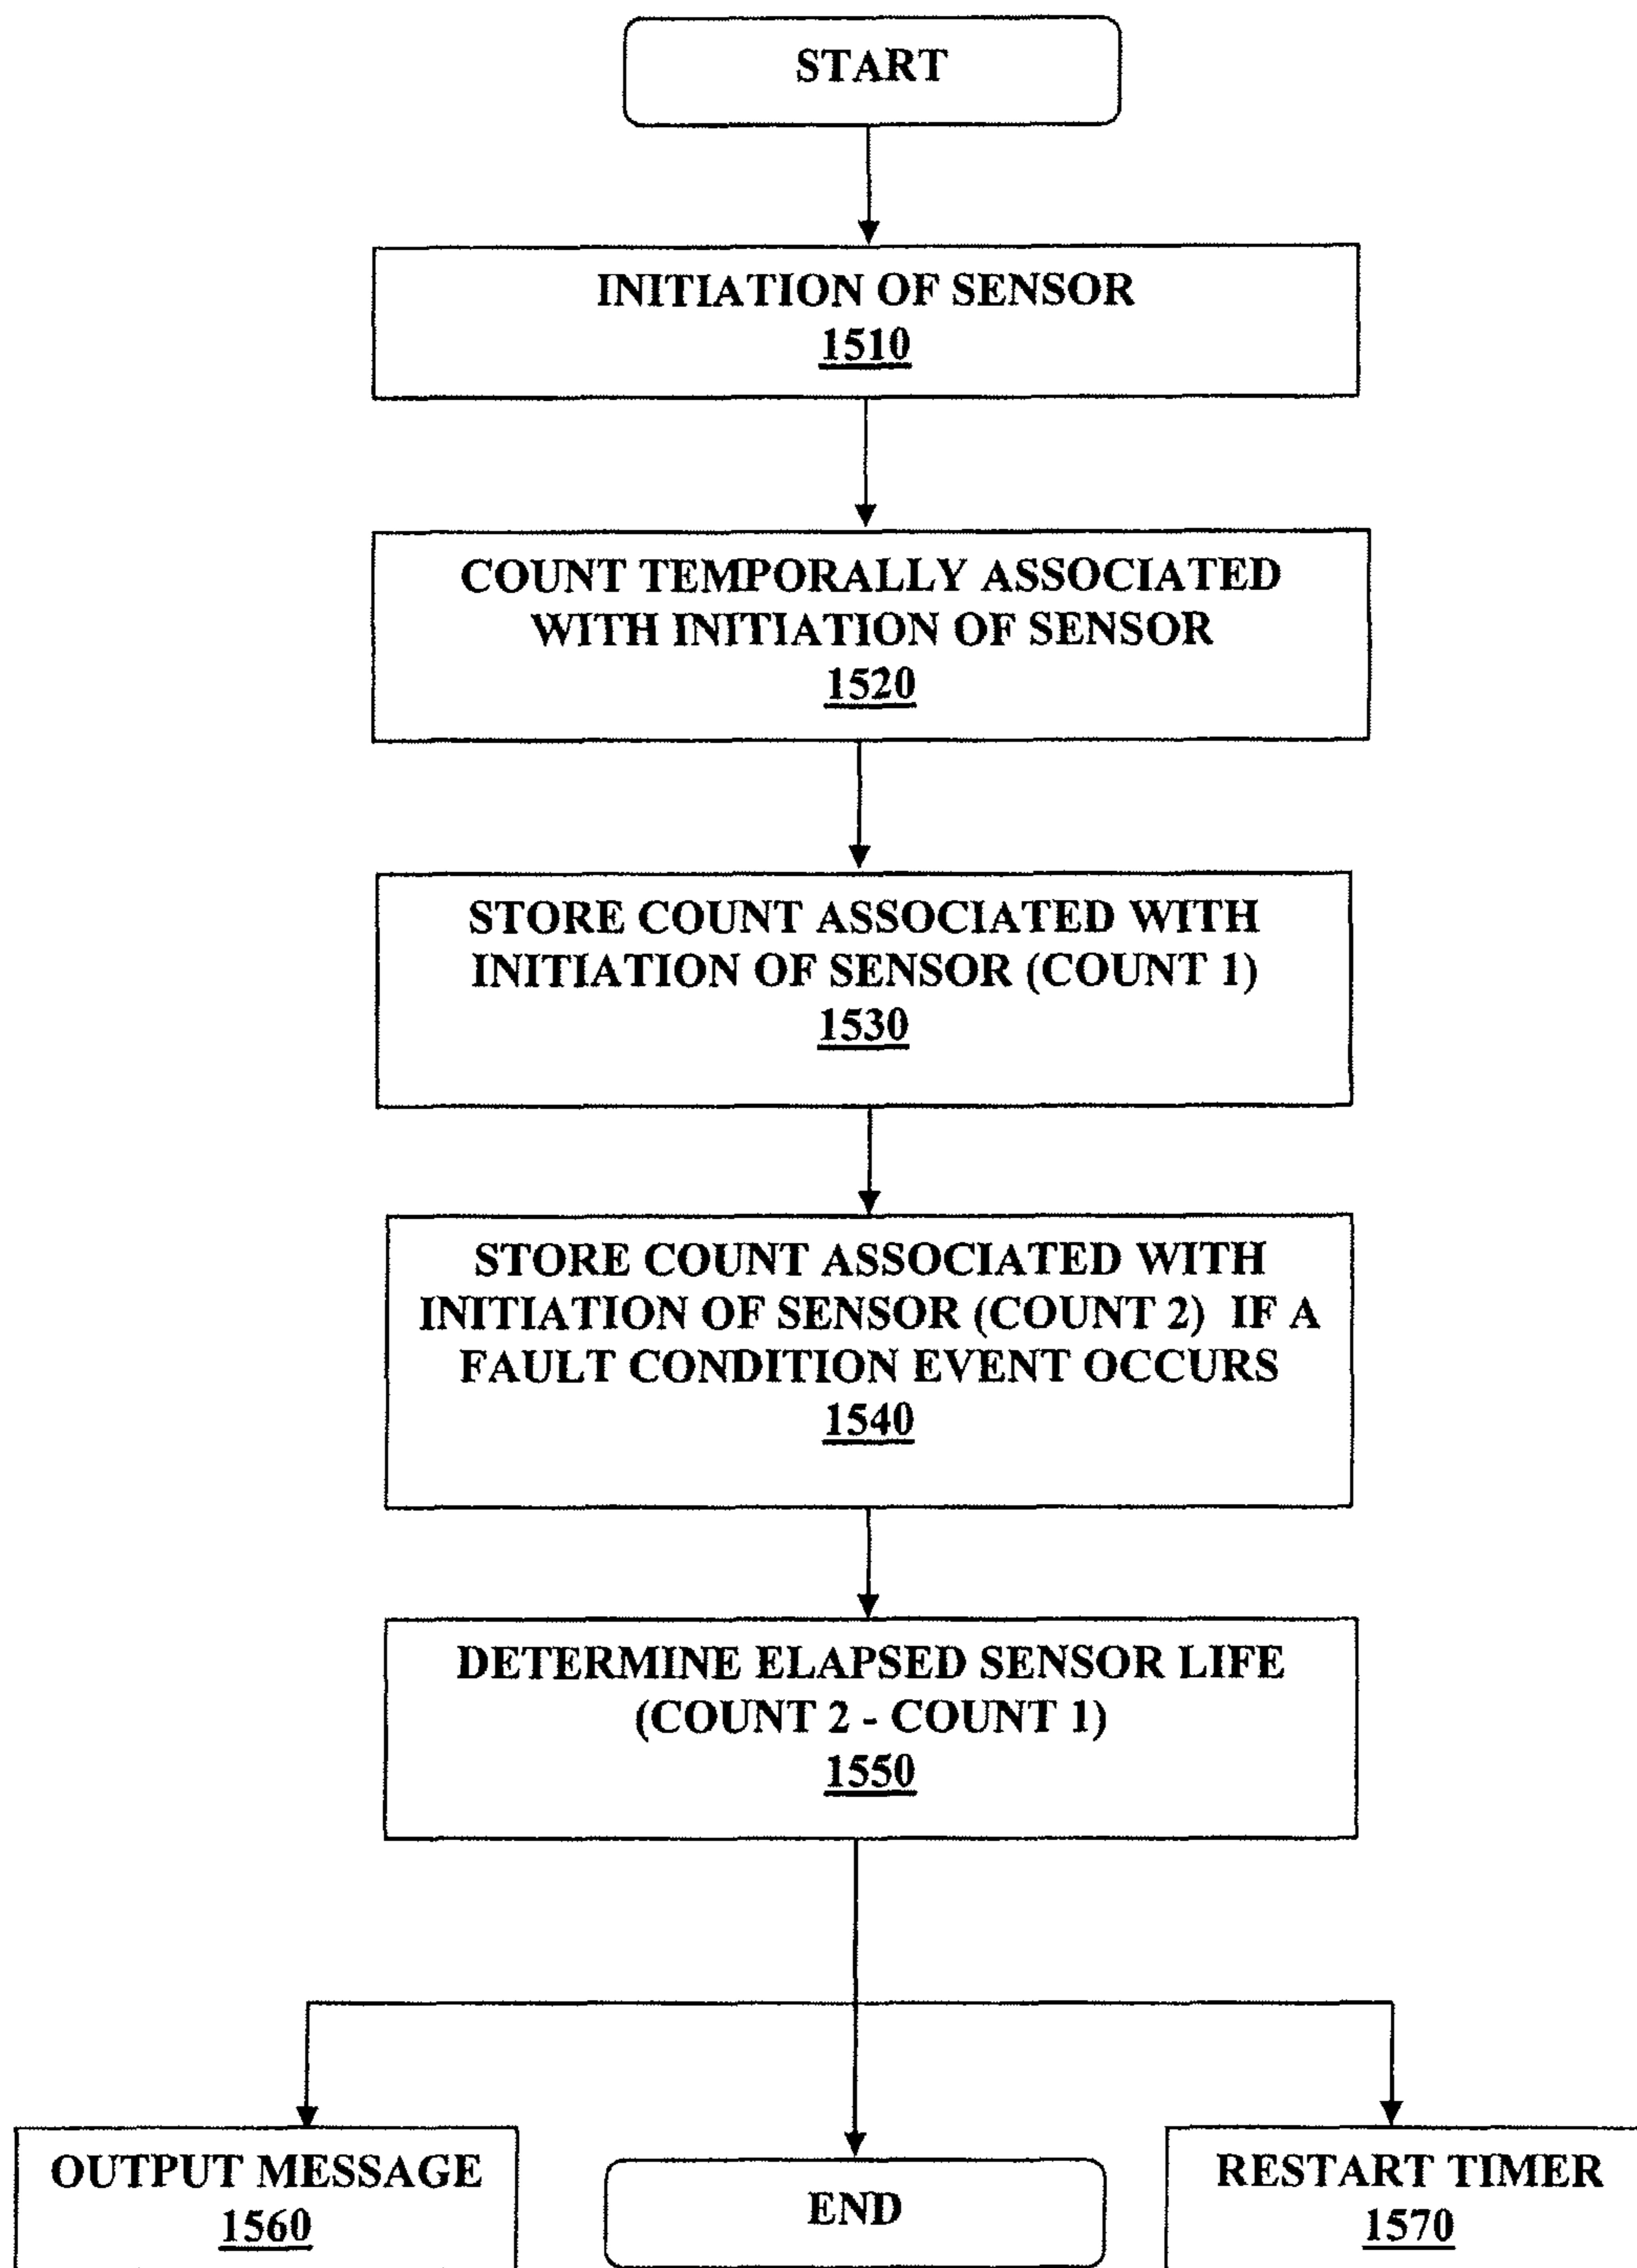 START
INITIATION OF SENSOR
1510
COUNT TEMPORALLY ASSOCIATED
WITH INITIATION OF SENSOR
1520
STORE COUNT ASSOCIATED WITH
INITIATION OF SENSOR (COUNT 1)
1530
STORE COUNT ASSOCIATED WITH
INITIATION OF SENSOR (COUNT 2) IF A
FAULT CONDITION EVENT OCCURS
1540
DETERMINE ELAPSED SENSOR LIFE
(COUNT 2 - COUNT 1)
1550
OUTPUT MESSAGE
1560
END
RESTART TIMER
1570